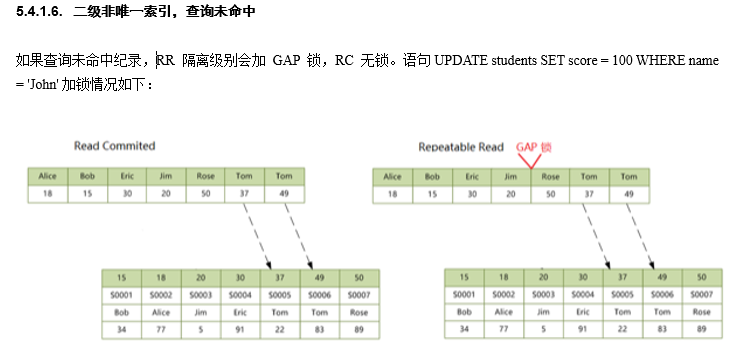 5.4.1.6. 二级非唯一索引，查询未命中
如果查询未命中纪录，RR 隔离级别会加 GAP 锁，RC 无锁。语句 UPDATE students SET score = 100 WHERE name
= 'John' 加锁情况如下：
Read Commited
Repeatable Read GAP 锁
Alice Bob Eric Jim Rose Tom Tom
18 15 30 20 50 37 49
Alice Bob Eric Jim Rose Tom Tom
18 15 30 20 50 37 49
15 18 20 30 37 49 50
S0001 S0002 S0003 S0004 S0005 S0006 S0007
Bob Alice Jim Eric Tom Tom Rose
34 77 5 91 22 83 89
15 18 20 30 37 49 50
S0001 S0002 S0003 S0004 S0005 S0006 S0007
Bob Alice Jim Eric Tom Tom Rose
34 77 5 91 22 83 89